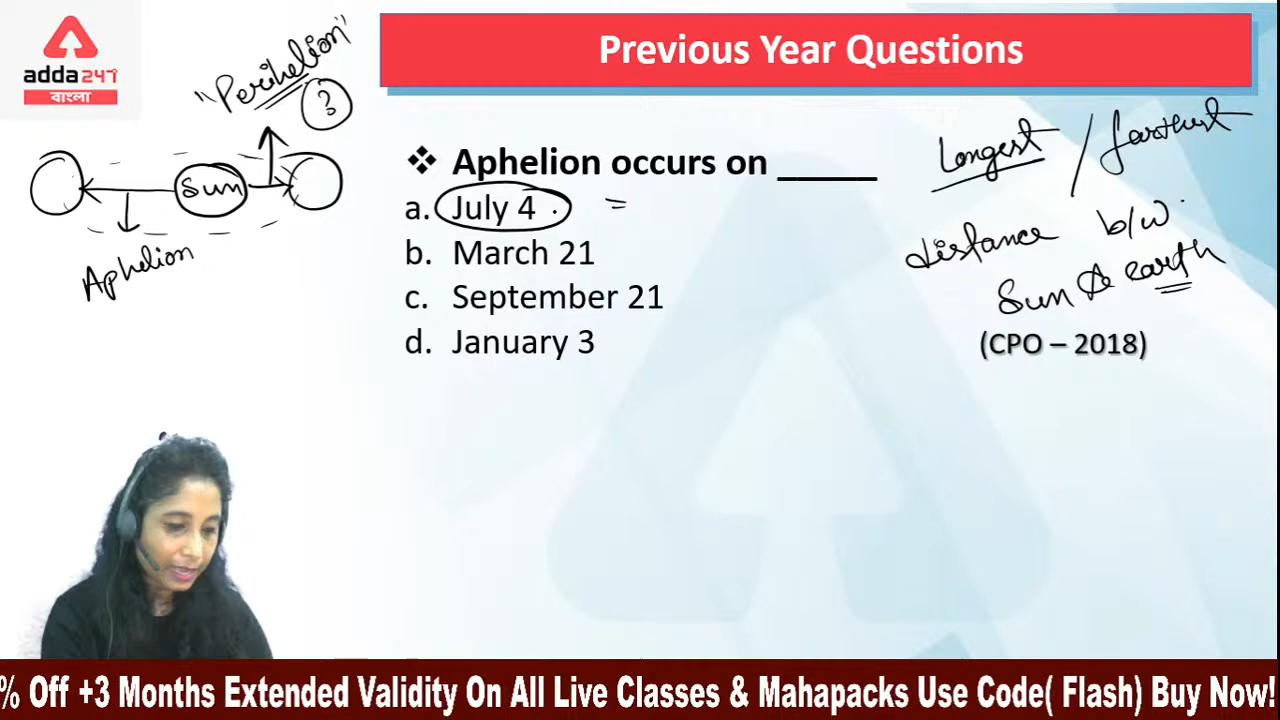 adda247
বাংলা
Previous Year Questions
"Perihelion"
?
Sun
Aphelion
❖ Aphelion occurs on _____
a. July 4 =
b. March 21
c. September 21
d. January 3
Longest / farthest
distance b/w
Sun & earth
(CPO – 2018)
% Off +3 Months Extended Validity On All Live Classes & Mahapacks Use Code( Flash) Buy Now!